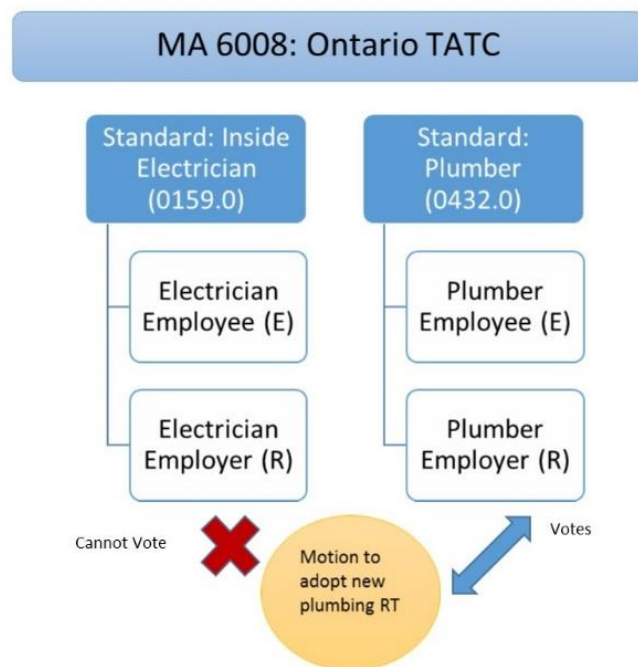 MA 6008: Ontario TATC
Standard: Inside
Electrician
(0159.0)
Electrician
Employee (E)
Electrician
Employer (R)
Standard:
Plumber
(0432.0)
Plumber
Employee (E)
Plumber
Employer (R)
Cannot Vote
Motion to
adopt new
plumbing RT
Votes